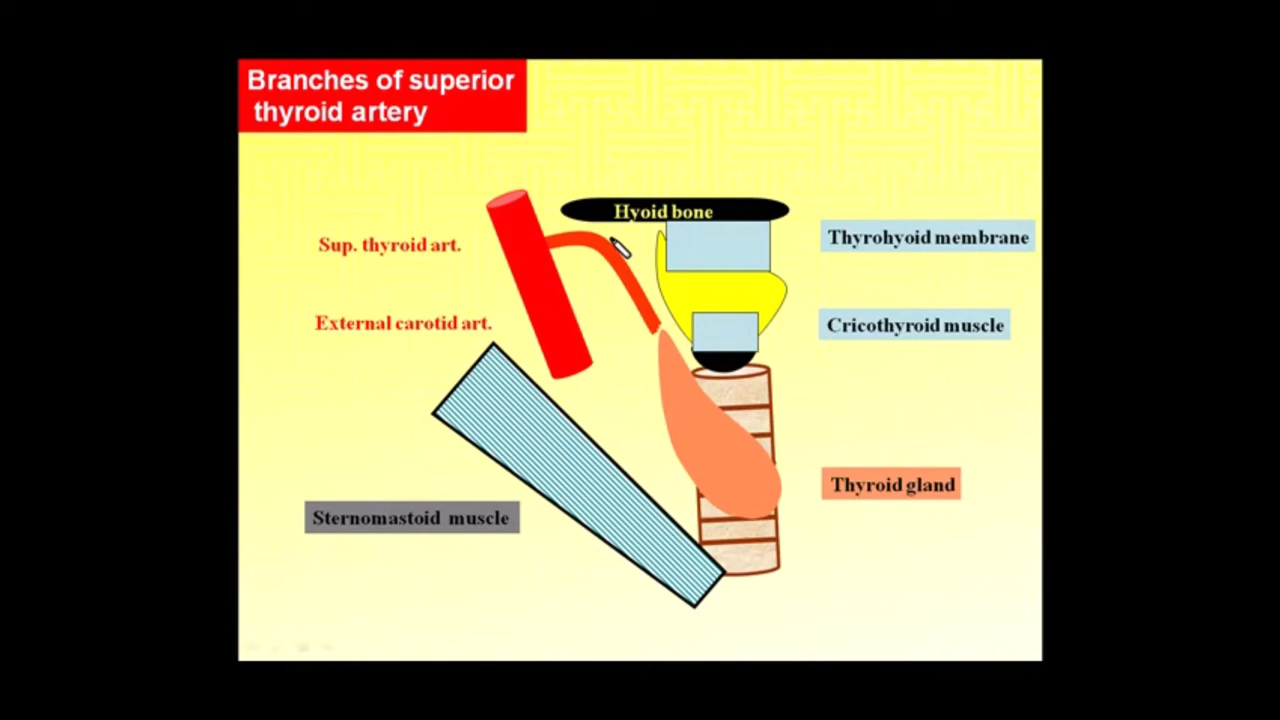 Branches of superior
thyroid artery
Hyoid bone
Thyrohyoid membrane
Sup. thyroid art.
External carotid art.
Cricothyroid muscle
Thyroid gland
Sternomastoid muscle